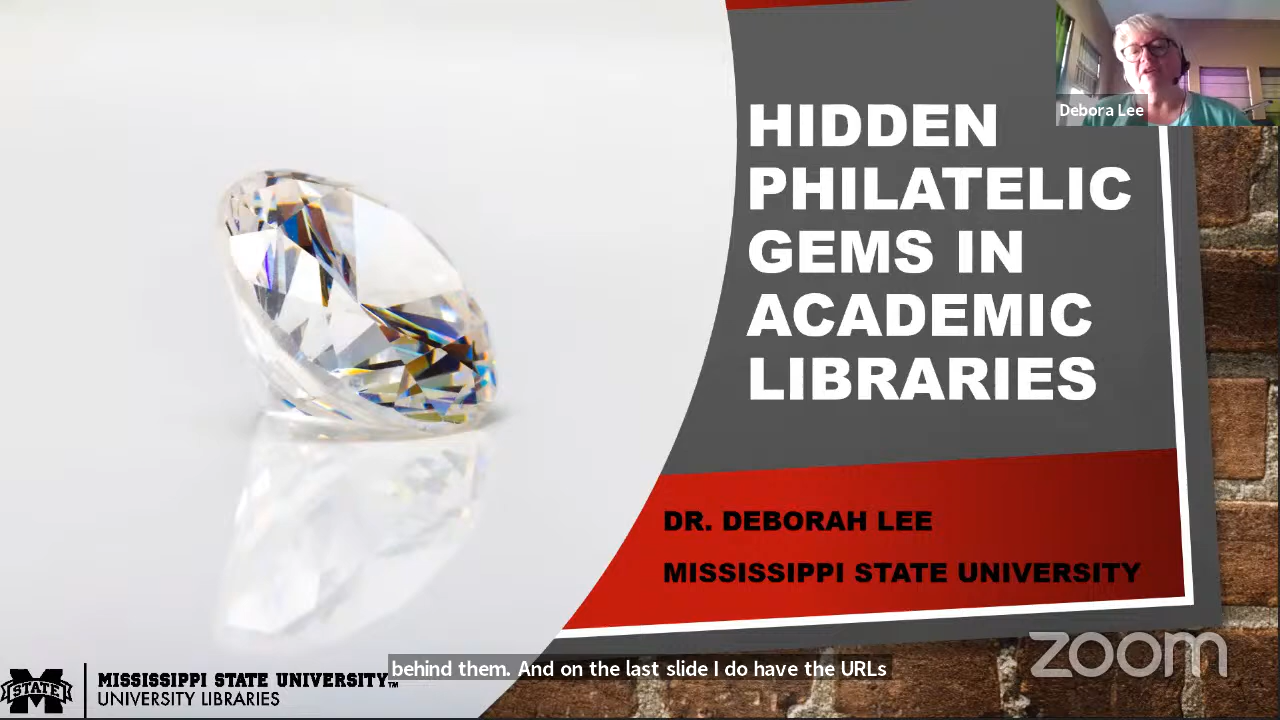 HIDDEN
PHILATELIC
GEMS IN
ACADEMIC
LIBRARIES
Debora Lee
DR. DEBORAH LEE
MISSISSIPPI STATE UNIVERSITY
behind them. And on the last slide I do have the URLs
zoom
STATE
MISSISSIPPI STATE UNIVERSITY™
UNIVERSITY LIBRARIES